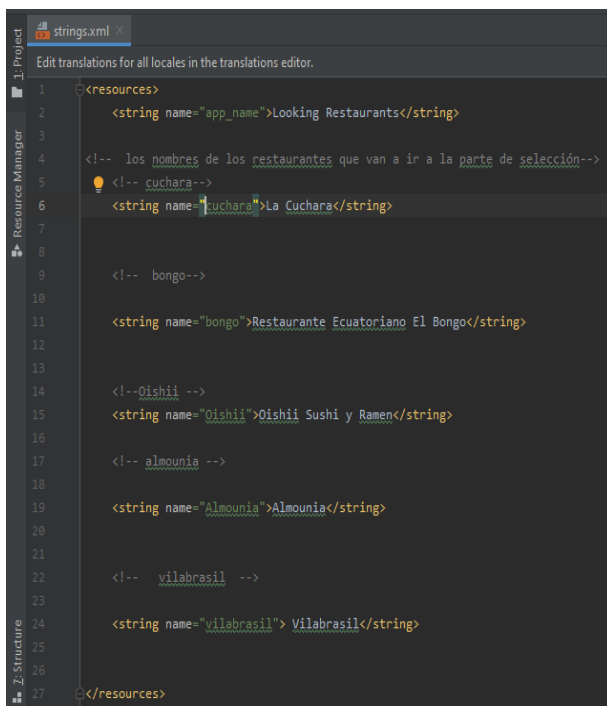 strings.xml
Edit translations for all locales in the translations editor.
1: Project
Resource Manager
7: Structure
1 <resources>
2 <string name="app_name">Looking Restaurants</string>
3
4 <!-- los nombres de los restaurantes que van a ir a la parte de selección-->
5 <!-- cuchara-->
6 <string name="cuchara">La Cuchara</string>
7
8
9 <!-- bongo-->
10
11 <string name="bongo">Restaurante Ecuatoriano El Bongo</string>
12
13
14 <!--Oishii -->
15 <string name="Oishii">Oishii Sushi y Ramen</string>
16
17 <!-- almounia -->
18
19 <string name="Almounia">Almounia</string>
20
21
22 <!-- vilabrasil -->
23
24 <string name="vilabrasil"> Vilabrasil</string>
25
26
27 </resources>